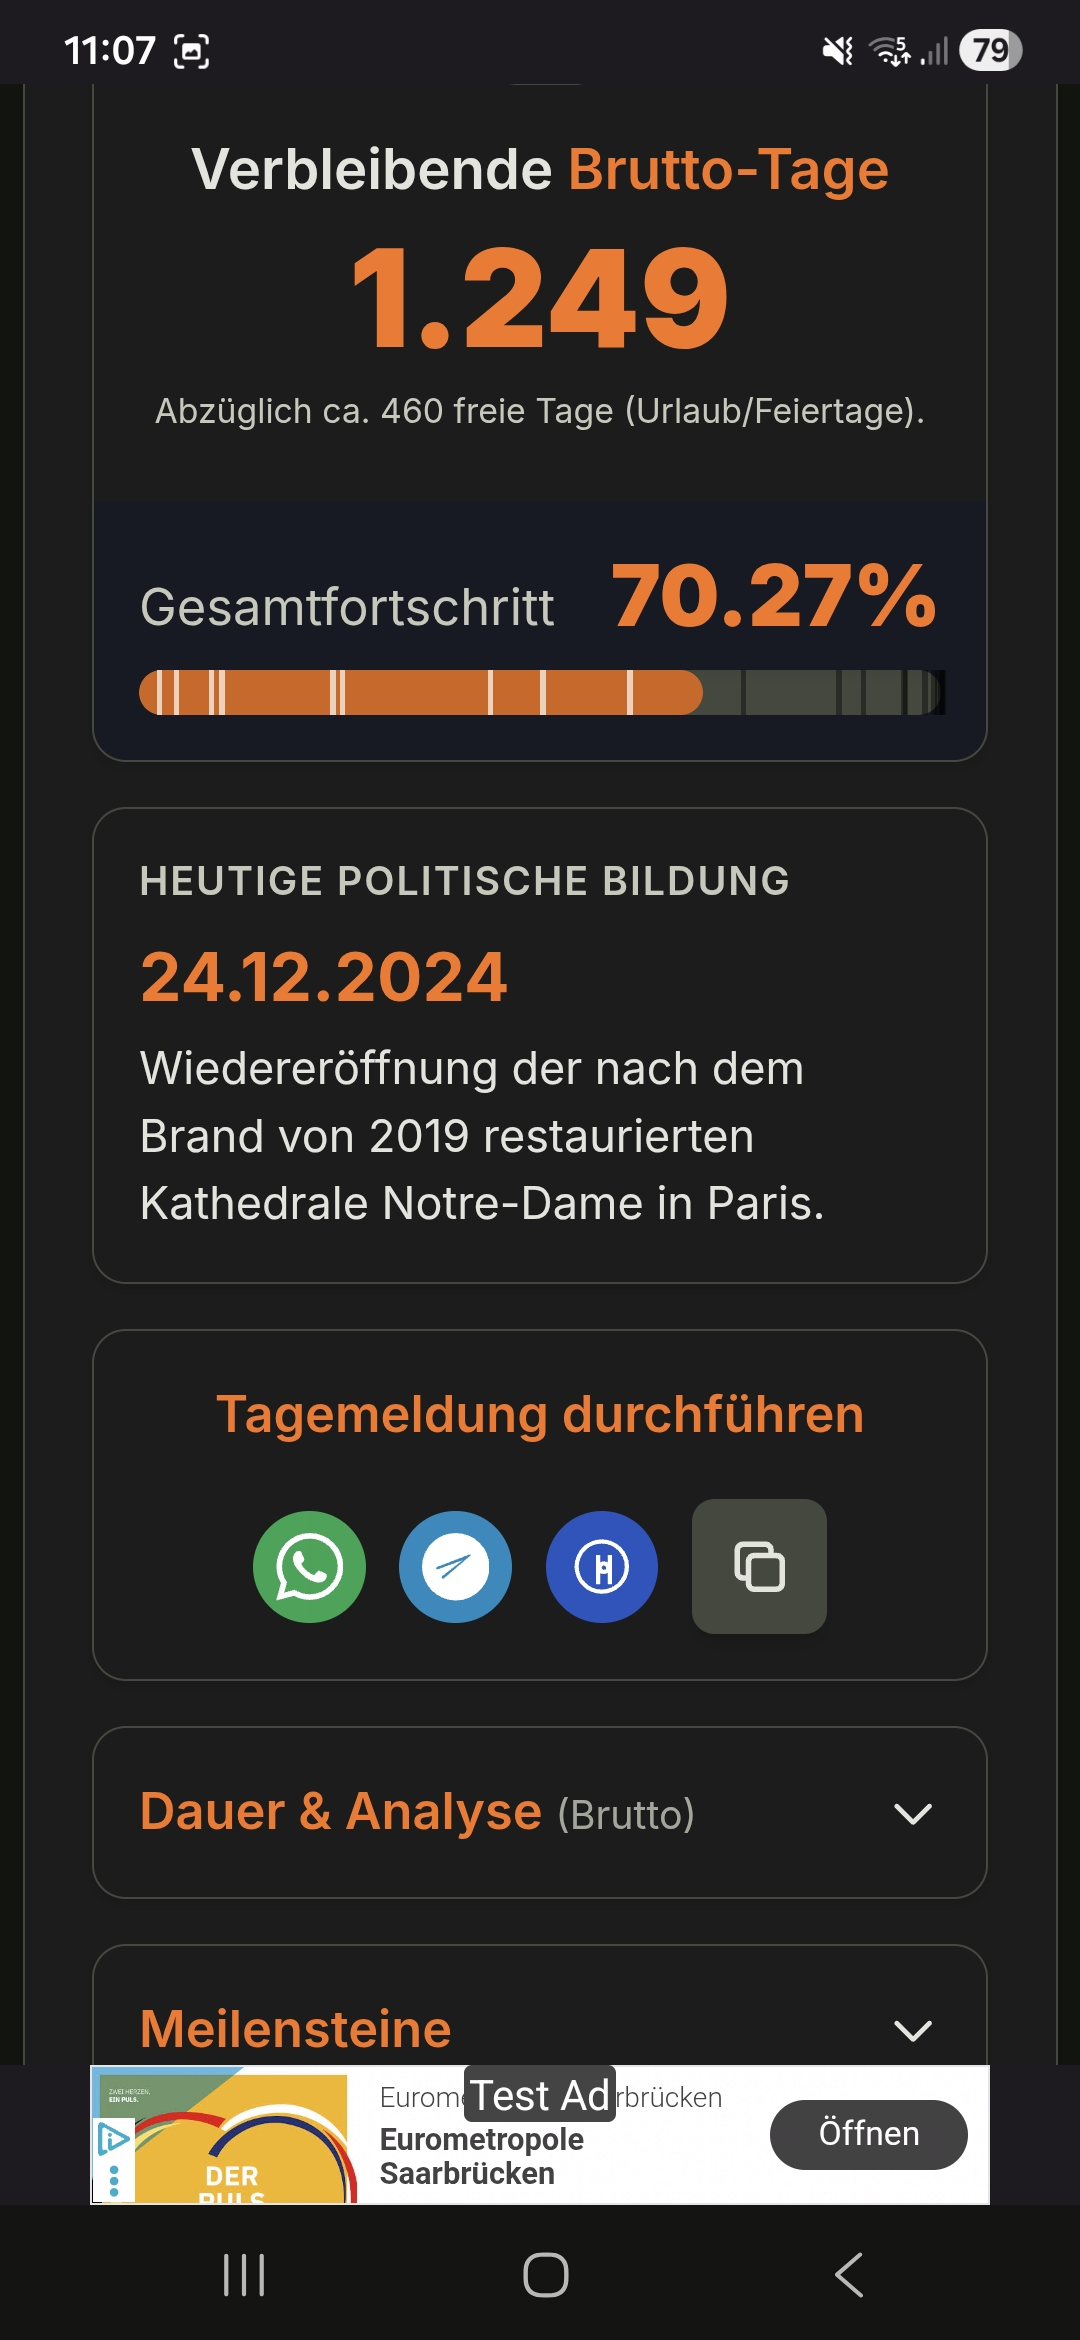 11:07
5
79
Verbleibende Brutto-Tage
1.249
Abzüglich ca. 460 freie Tage (Urlaub/Feiertage).
Gesamtfortschritt 70.27%
HEUTIGE POLITISCHE BILDUNG
24.12.2024
Wiedereröffnung der nach dem
Brand von 2019 restaurierten
Kathedrale Notre-Dame in Paris.
Tagemeldung durchführen
Dauer & Analyse (Brutto)
Meilensteine
ZWEI HERZEN,
EIN PULS.
DER
PULS
Test Ad
Eurometropole
Saarbrücken
Öffnen